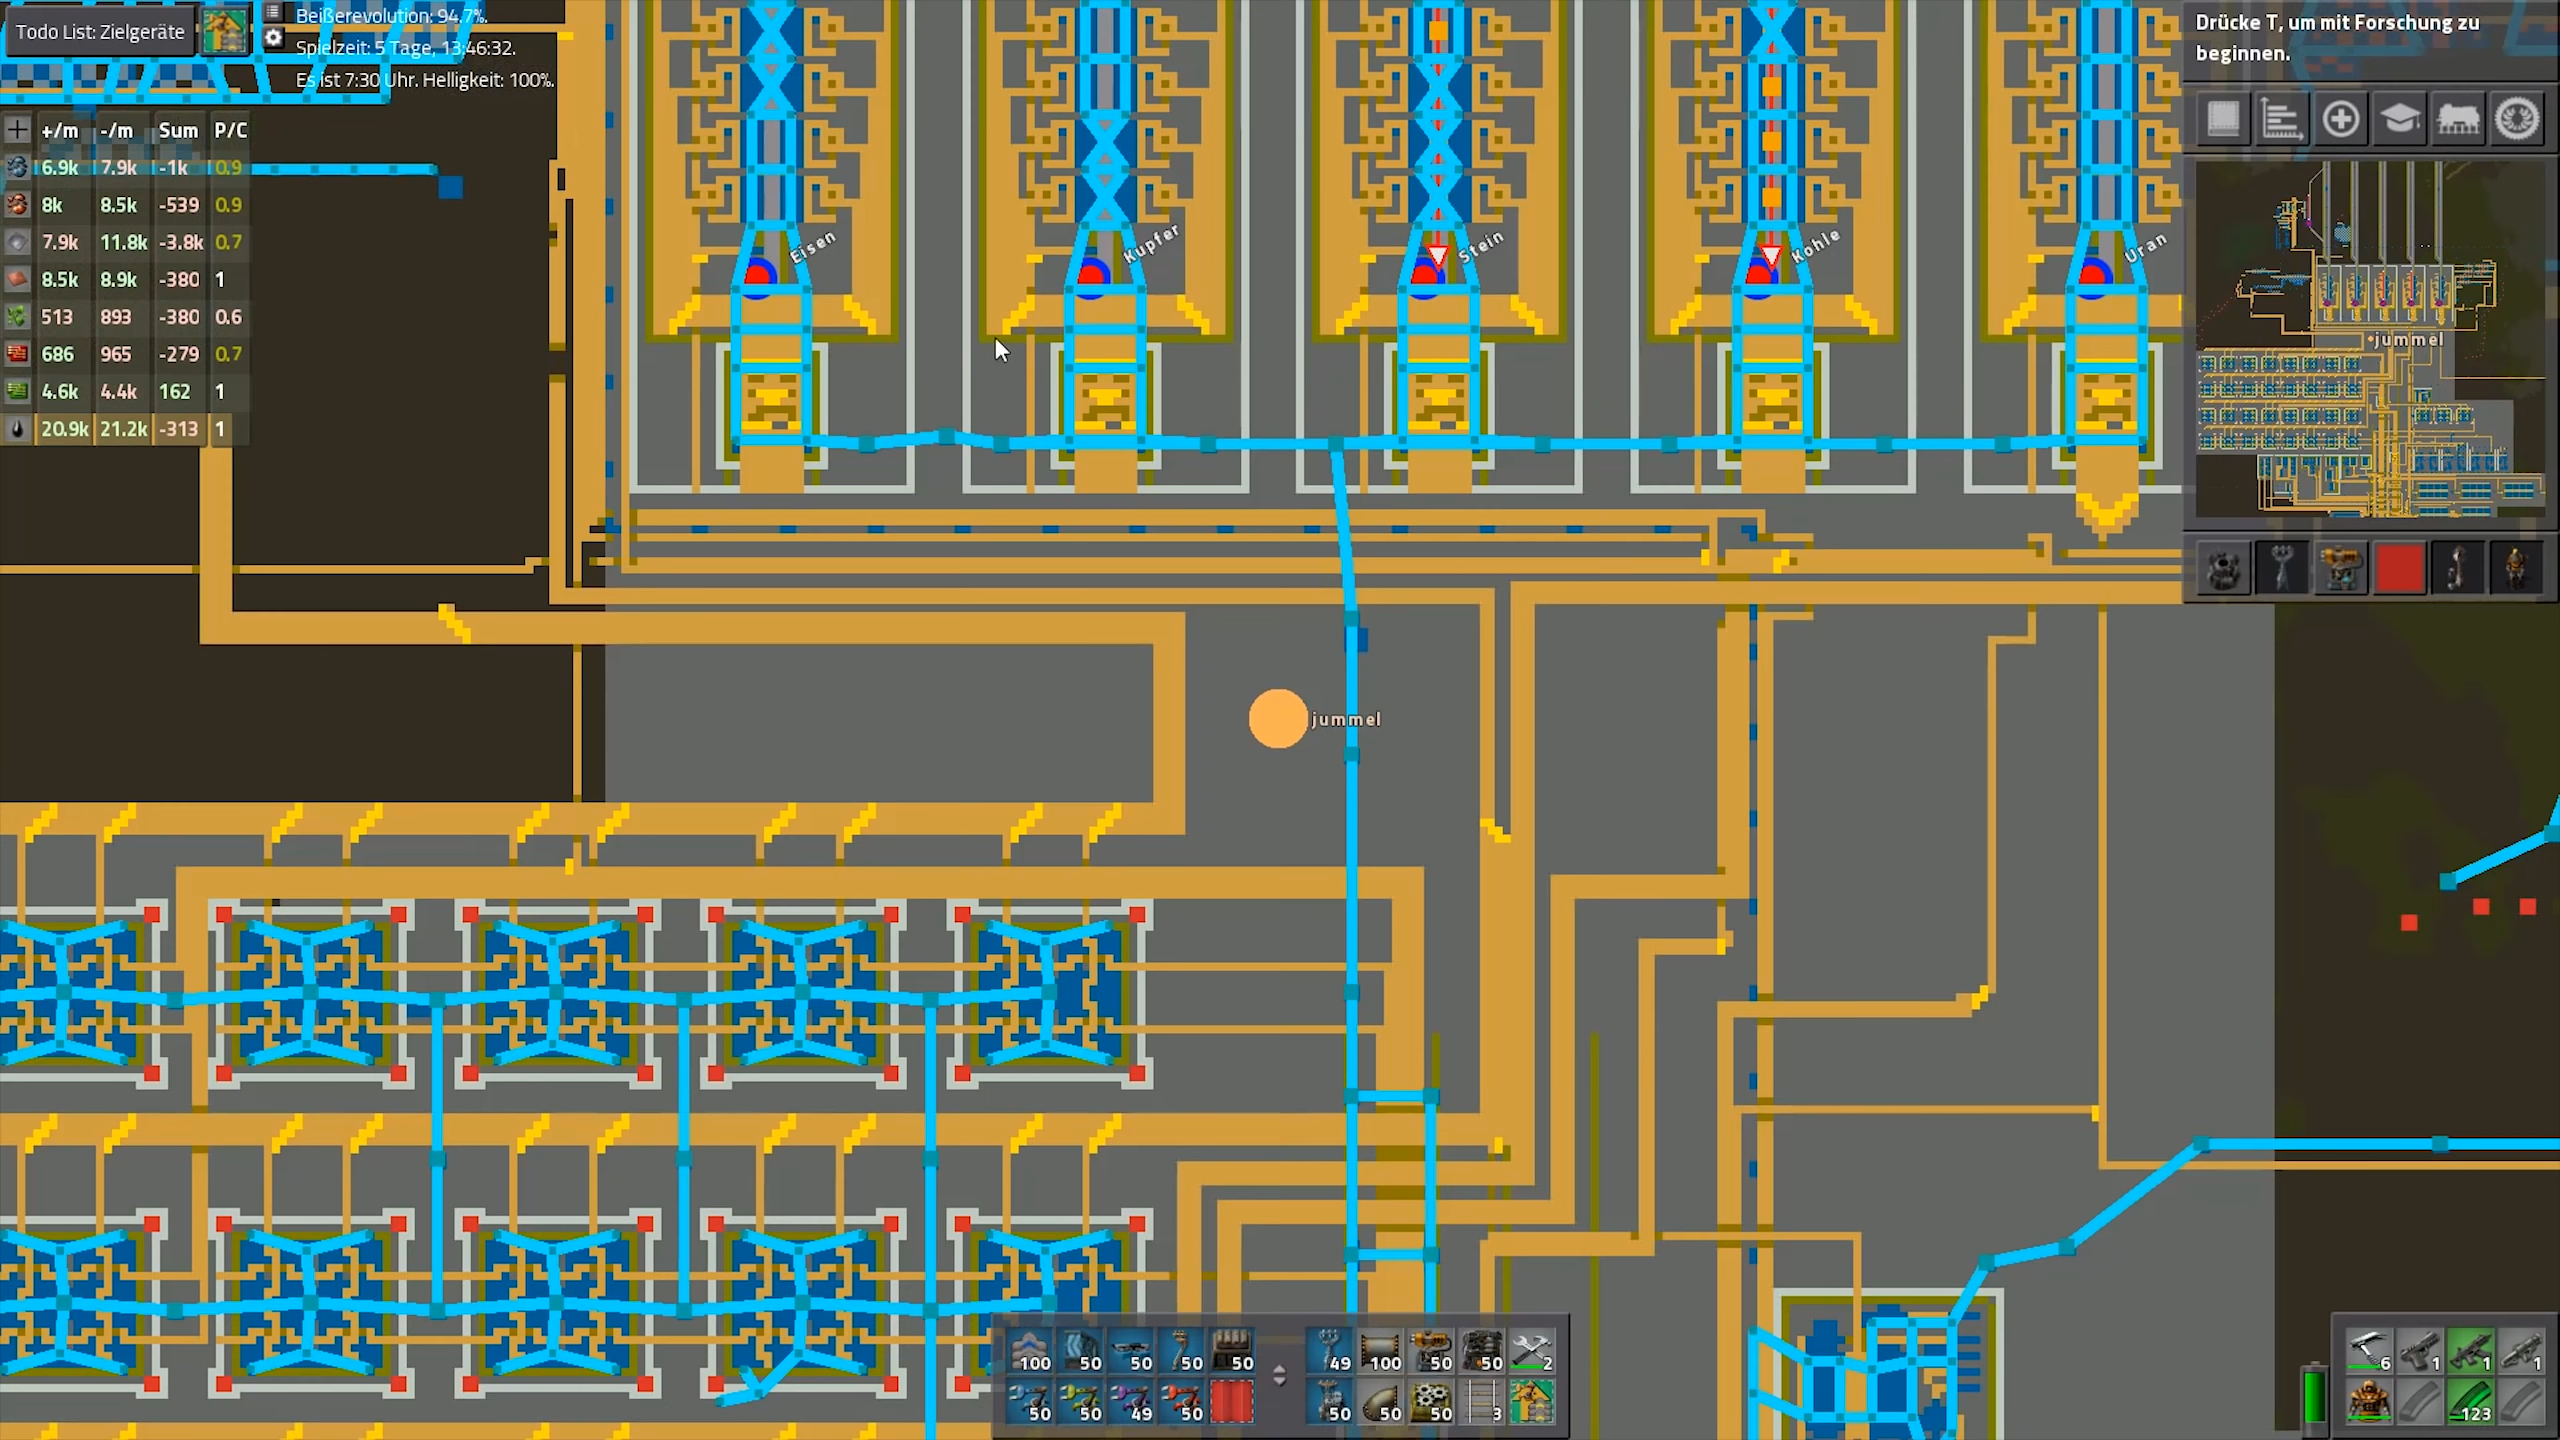 Todo List: Zielgeräte
Beißerevolution: 94.7%.
Spielzeit: 5 Tage, 13:46:32.
Es ist 7:30 Uhr. Helligkeit: 100%.
Drücke T, um mit Forschung zu
beginnen.
+/m -/m Sum P/C
6.9k 7.9k -1k 0.9
8k 8.5k -539 0.9
7.9k 11.8k -3.8k 0.7
8.5k 8.9k -380 1
513 893 -380 0.6
686 965 -279 0.7
4.6k 4.4k 162 1
20.9k 21.2k -313 1
Eisen
Kupfer
Stein
Kohle
Uran
jummel
jummel
100 50 50 50 50 49 100 50 50 2
50 50 49 50 50 50 50 3
6 1 1 1
123